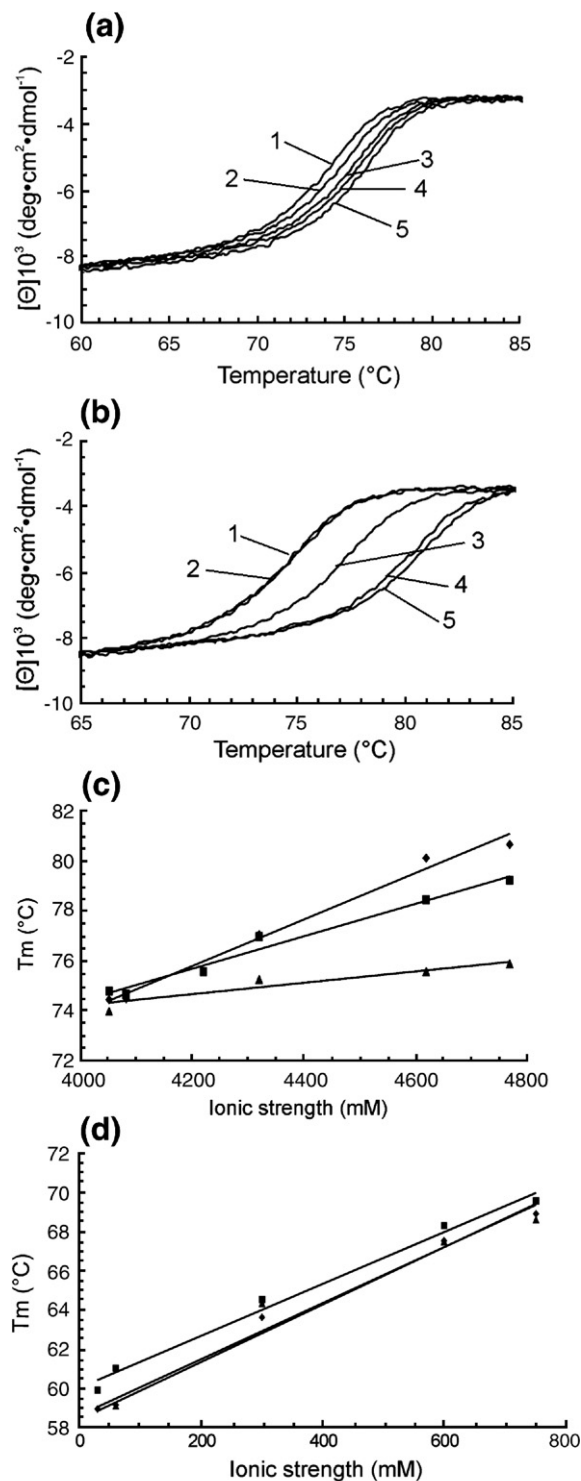 (a)
-2
-4
-6
-8
-10
[Θ]10³ (deg•cm²•dmol⁻¹)
1
2
3
4
5
60 65 70 75 80 85
Temperature (°C)
(b)
-2
-4
-6
-8
-10
[Θ]10³ (deg•cm²•dmol⁻¹)
1
2
3
4
5
65 70 75 80 85
Temperature (°C)
(c)
82
80
78
76
74
72
Tm (°C)
4000 4200 4400 4600 4800
Ionic strength (mM)
(d)
72
70
68
66
64
62
60
58
Tm (°C)
0 200 400 600 800
Ionic strength (mM)